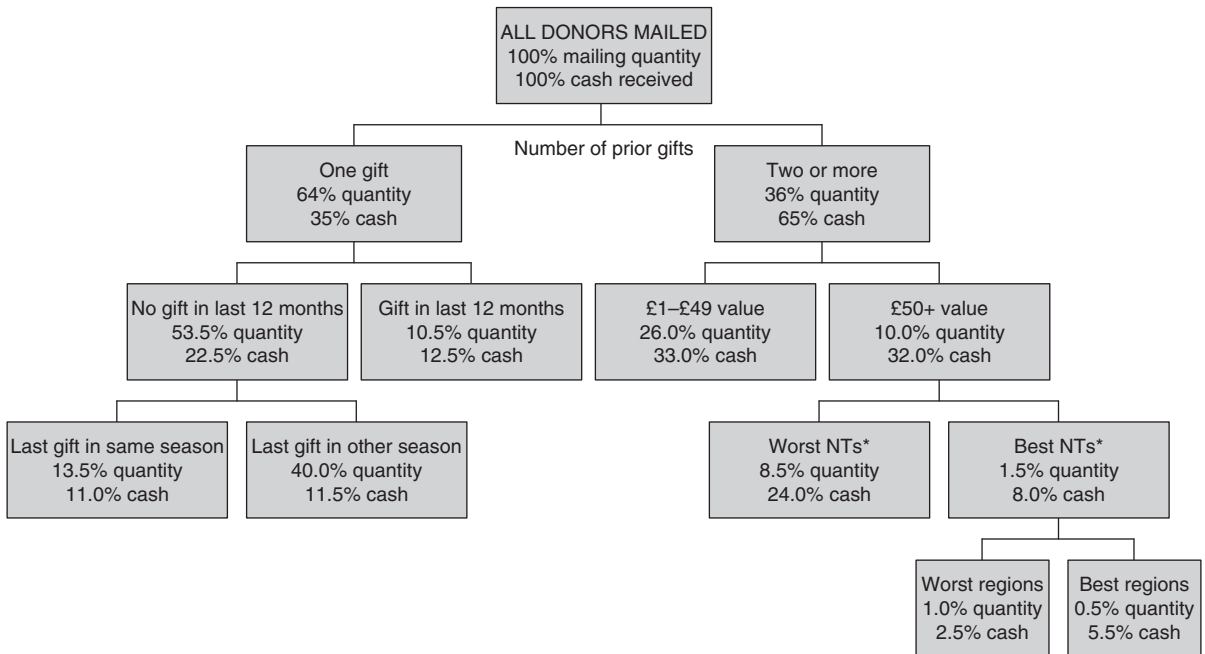 ALL DONORS MAILED
100% mailing quantity
100% cash received
Number of prior gifts
One gift
64% quantity
35% cash
Two or more
36% quantity
65% cash
No gift in last 12 months
53.5% quantity
22.5% cash
Gift in last 12 months
10.5% quantity
12.5% cash
£1–£49 value
26.0% quantity
33.0% cash
£50+ value
10.0% quantity
32.0% cash
Last gift in same season
13.5% quantity
11.0% cash
Last gift in other season
40.0% quantity
11.5% cash
Worst NTs*
8.5% quantity
24.0% cash
Best NTs*
1.5% quantity
8.0% cash
Worst regions
1.0% quantity
2.5% cash
Best regions
0.5% quantity
5.5% cash